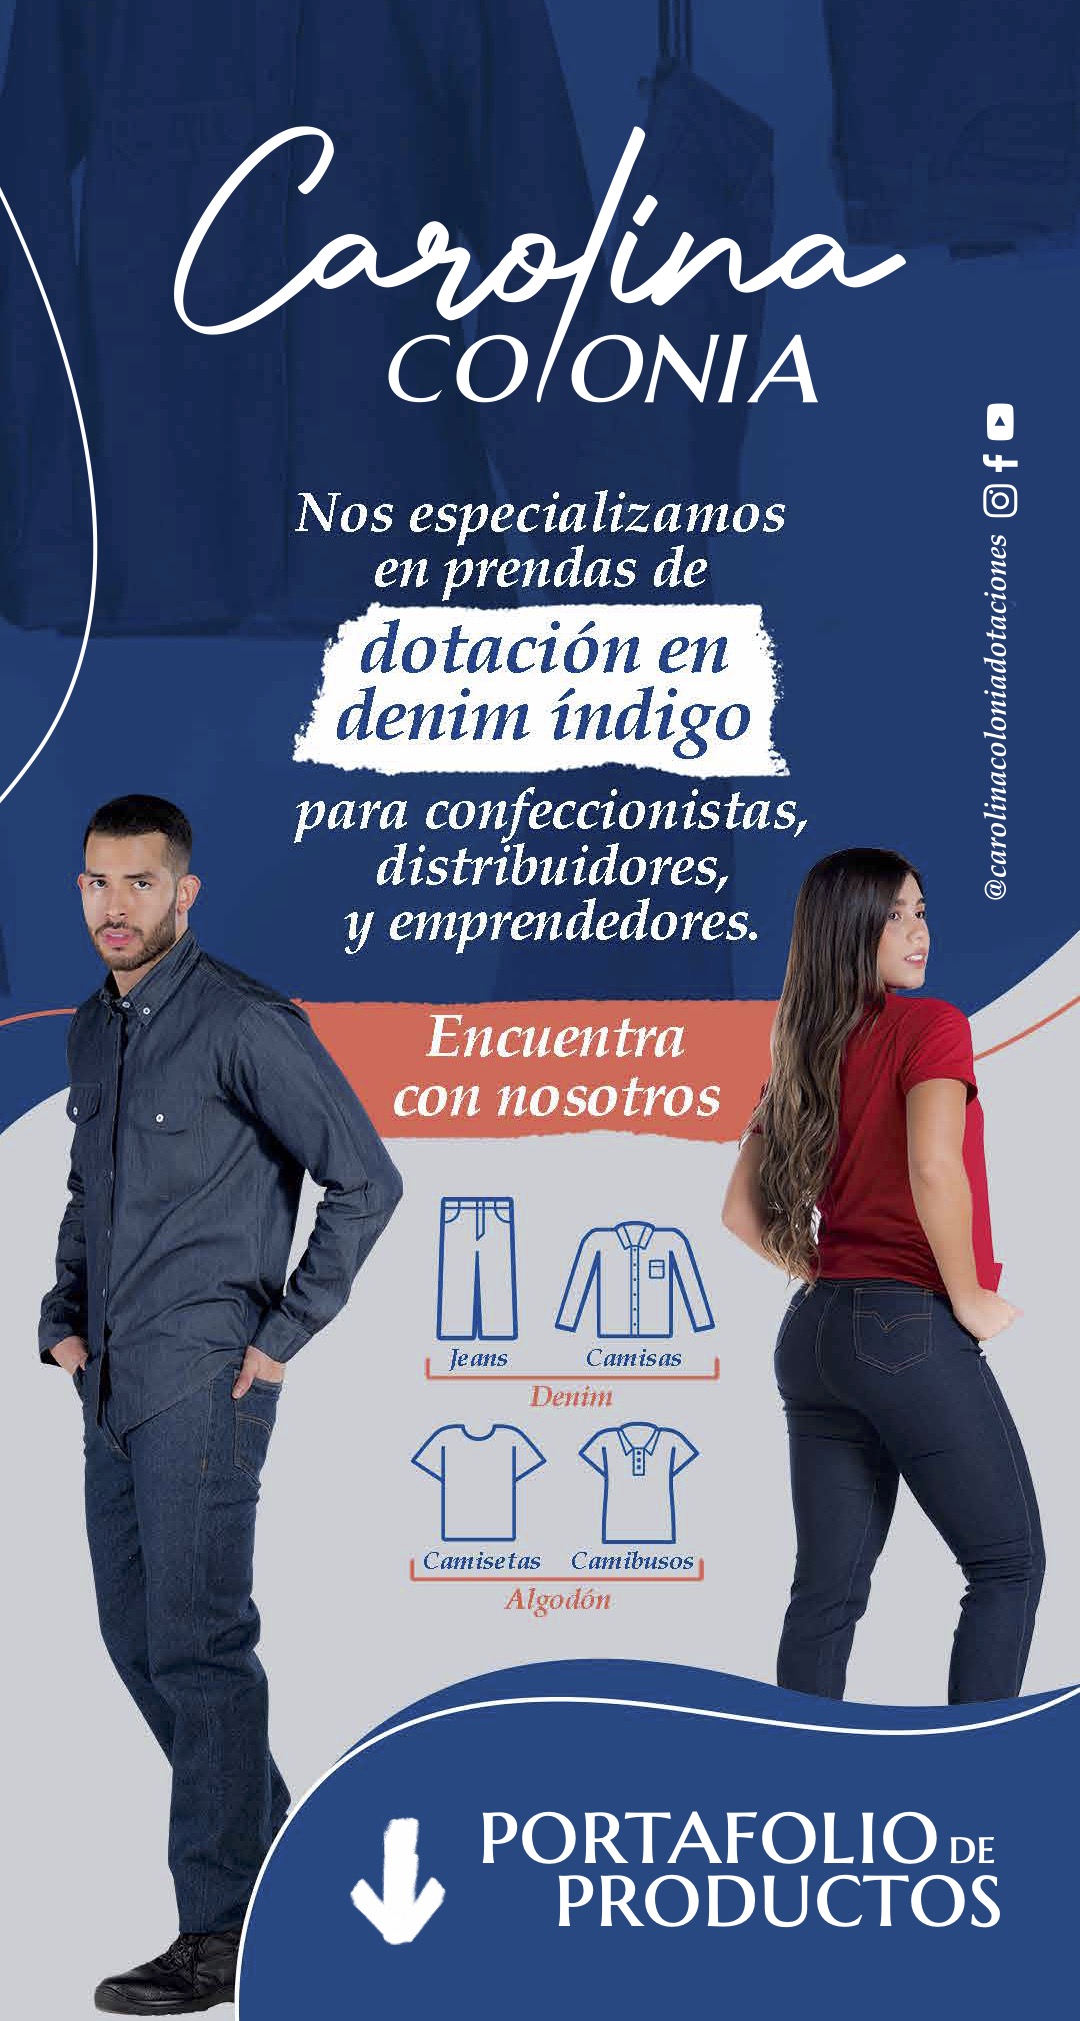 Carolina
COLONIA
Nos especializamos
en prendas de
dotación en
denim índigo
para confeccionistas,
distribuidores,
y emprendedores.
@carolinacoloniadotaciones
Encuentra
con nosotros
Jeans Camisas
Denim
Camisetas Camibusos
Algodón
PORTAFOLIO DE
PRODUCTOS